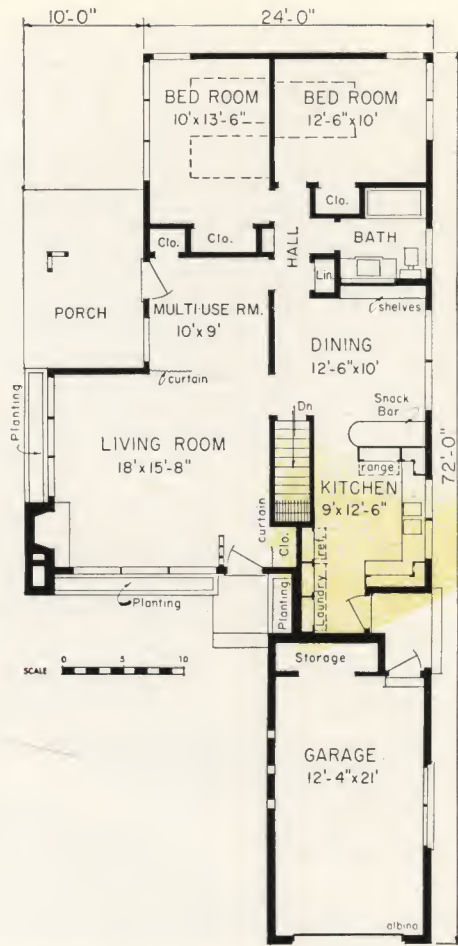 10'-0"
24'-0"
BED ROOM
10'x13'-6"
BED ROOM
12'-6"x10'
Clo.
Clo.
Clo.
HALL
BATH
Lin.
shelves
PORCH
MULTI-USE RM.
10'x9'
DINING
12'-6"x10'
curtain
Planting
Snack
Bar
72'-0"
Dn
LIVING ROOM
18'x15'-8"
range
KITCHEN
9'x12'-6"
curtain
Clo.
ref.
Laundry
Planting
Planting
SCALE 0 5 10
Storage
GARAGE
12'-4"x21'
albino